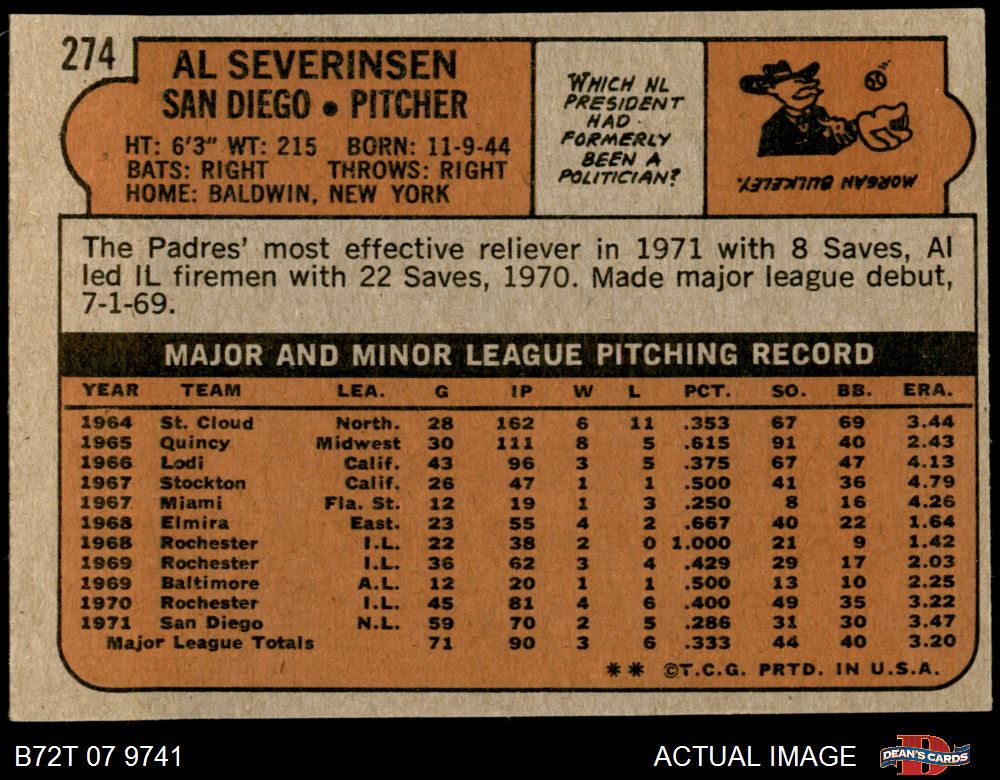 274
AL SEVERINSEN
SAN DIEGO • PITCHER
HT: 6'3" WT: 215 BORN: 11-9-44
BATS: RIGHT THROWS: RIGHT
HOME: BALDWIN, NEW YORK
WHICH NL
PRESIDENT
HAD
FORMERLY
BEEN A
POLITICIAN?
MORGAN BULKELEY.
The Padres' most effective reliever in 1971 with 8 Saves, Al
led IL firemen with 22 Saves, 1970. Made major league debut,
7-1-69.
MAJOR AND MINOR LEAGUE PITCHING RECORD
YEAR TEAM LEA. G IP W L PCT. SO. BB. ERA.
1964 St. Cloud North. 28 162 6 11 .353 67 69 3.44
1965 Quincy Midwest 30 111 8 5 .615 91 40 2.43
1966 Lodi Calif. 43 96 3 5 .375 67 47 4.13
1967 Stockton Calif. 26 47 1 1 .500 41 36 4.79
1967 Miami Fla. St. 12 19 1 3 .250 8 16 4.26
1968 Elmira East. 23 55 4 2 .667 40 22 1.64
1968 Rochester I.L. 22 38 2 0 1.000 21 9 1.42
1969 Rochester I.L. 36 62 3 4 .429 29 17 2.03
1969 Baltimore A.L. 12 20 1 1 .500 13 10 2.25
1970 Rochester I.L. 45 81 4 6 .400 49 35 3.22
1971 San Diego N.L. 59 70 2 5 .286 31 30 3.47
Major League Totals 71 90 3 6 .333 44 40 3.20
** ©T.C.G. PRTD. IN U.S.A.
B72T 07 9741
ACTUAL IMAGE
DEAN'S CARDS